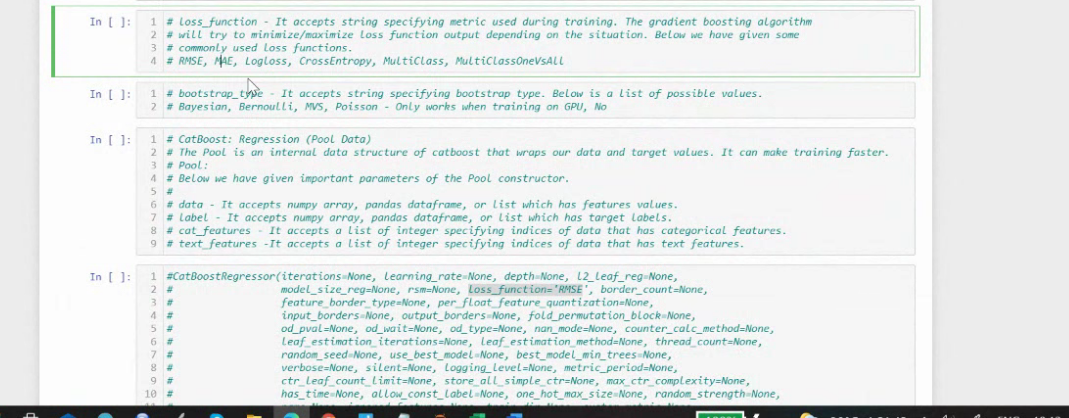 In [ ]:
1 # loss_function - It accepts string specifying metric used during training. The gradient boosting algorithm
2 # will try to minimize/maximize loss function output depending on the situation. Below we have given some
3 # commonly used loss functions.
4 # RMSE, MAE, Logloss, CrossEntropy, MultiClass, MultiClassOneVsAll
In [ ]:
1 # bootstrap_type - It accepts string specifying bootstrap type. Below is a list of possible values.
2 # Bayesian, Bernoulli, MVS, Poisson - Only works when training on GPU, No
In [ ]:
1 # CatBoost: Regression (Pool Data)
2 # The Pool is an internal data structure of catboost that wraps our data and target values. It can make training faster.
3 # Pool:
4 # Below we have given important parameters of the Pool constructor.
5 #
6 # data - It accepts numpy array, pandas dataframe, or list which has features values.
7 # label - It accepts numpy array, pandas dataframe, or list which has target labels.
8 # cat_features - It accepts a list of integer specifying indices of data that has categorical features.
9 # text_features -It accepts a list of integer specifying indices of data that has text features.
In [ ]:
1 #CatBoostRegressor(iterations=None, learning_rate=None, depth=None, l2_leaf_reg=None,
2 # model_size_reg=None, rsm=None, loss_function='RMSE', border_count=None,
3 # feature_border_type=None, per_float_feature_quantization=None,
4 # input_borders=None, output_borders=None, fold_permutation_block=None,
5 # od_pval=None, od_wait=None, od_type=None, nan_mode=None, counter_calc_method=None,
6 # leaf_estimation_iterations=None, leaf_estimation_method=None, thread_count=None,
7 # random_seed=None, use_best_model=None, best_model_min_trees=None,
8 # verbose=None, silent=None, logging_level=None, metric_period=None,
9 # ctr_leaf_count_limit=None, store_all_simple_ctr=None, max_ctr_complexity=None,
10 # has_time=None, allow_const_label=None, one_hot_max_size=None, random_strength=None,